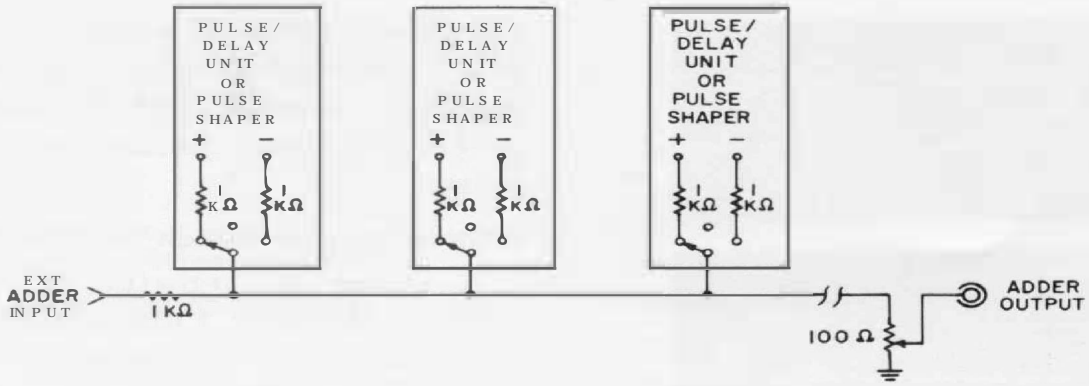 PULSE/
DELAY
UNIT
OR
PULSE
SHAPER
+ −
1 KΩ 1 KΩ
PULSE/
DELAY
UNIT
OR
PULSE
SHAPER
+ −
1 KΩ 1 KΩ
PULSE/
DELAY
UNIT
OR
PULSE
SHAPER
+ −
1 KΩ 1 KΩ
EXT
ADDER
INPUT
1 KΩ
100 Ω
ADDER
OUTPUT